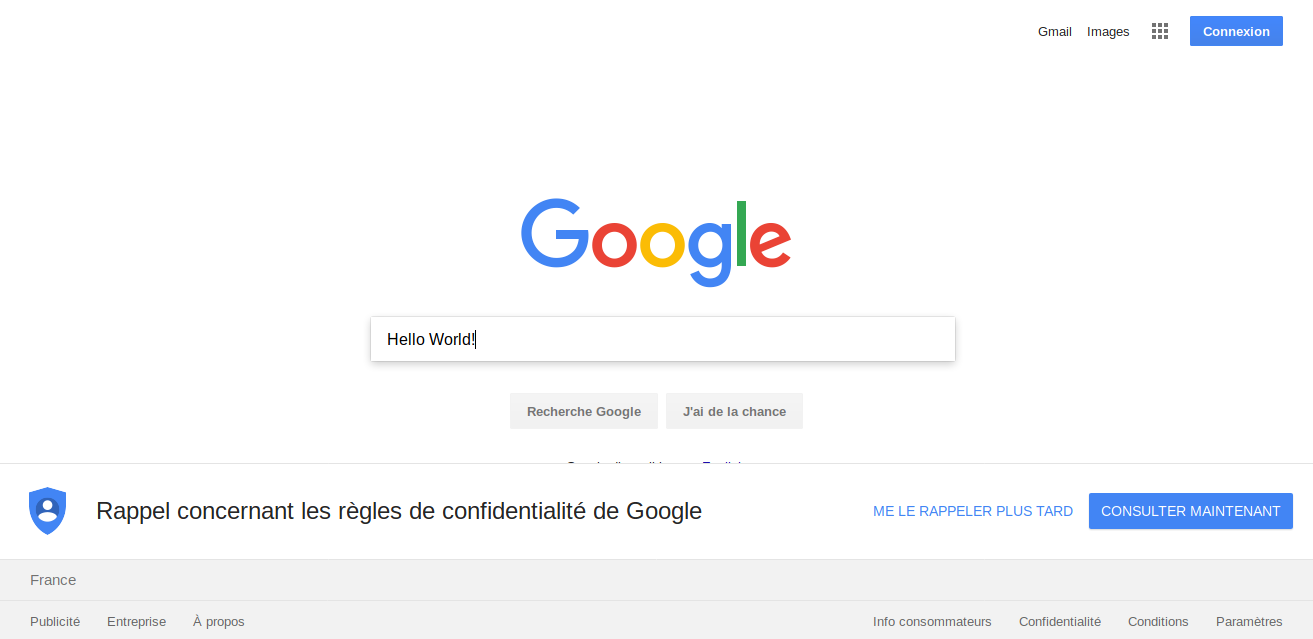 Gmail Images Connexion
Google
Hello World!
Recherche Google J'ai de la chance
Rappel concernant les règles de confidentialité de Google ME LE RAPPELER PLUS TARD CONSULTER MAINTENANT
France
Publicité Entreprise À propos Info consommateurs Confidentialité Conditions Paramètres